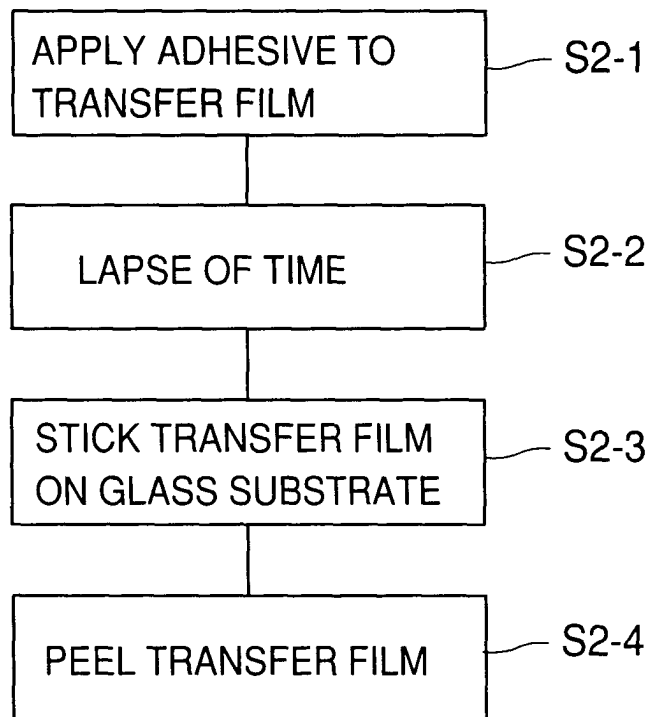 APPLY ADHESIVE TO
TRANSFER FILM
S2-1
LAPSE OF TIME
S2-2
STICK TRANSFER FILM
ON GLASS SUBSTRATE
S2-3
PEEL TRANSFER FILM
S2-4